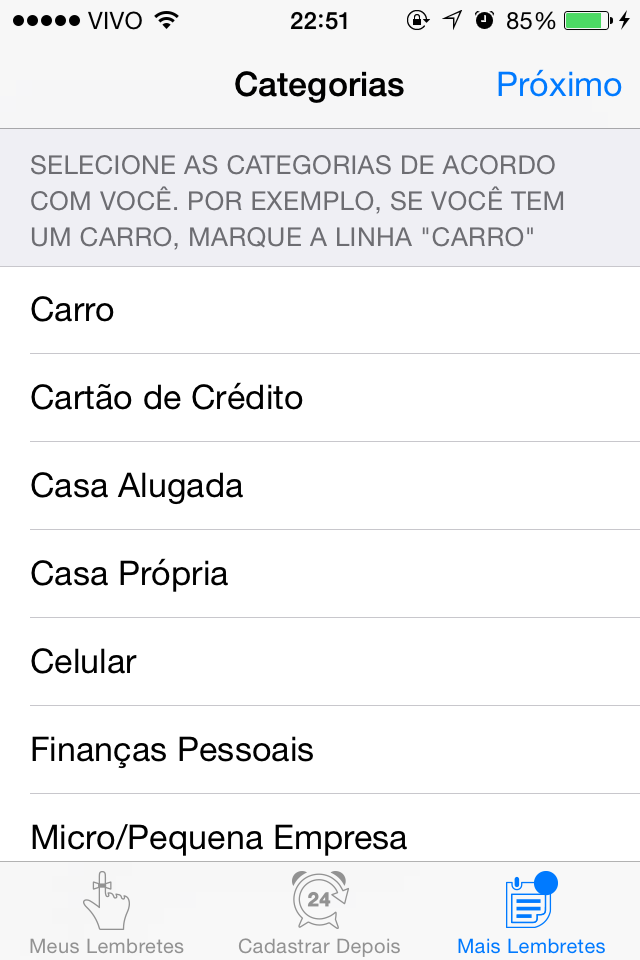 VIVO 22:51 85%
Categorias Próximo
SELECIONE AS CATEGORIAS DE ACORDO
COM VOCÊ. POR EXEMPLO, SE VOCÊ TEM
UM CARRO, MARQUE A LINHA "CARRO"
Carro
Cartão de Crédito
Casa Alugada
Casa Própria
Celular
Finanças Pessoais
Micro/Pequena Empresa
24
Meus Lembretes Cadastrar Depois Mais Lembretes